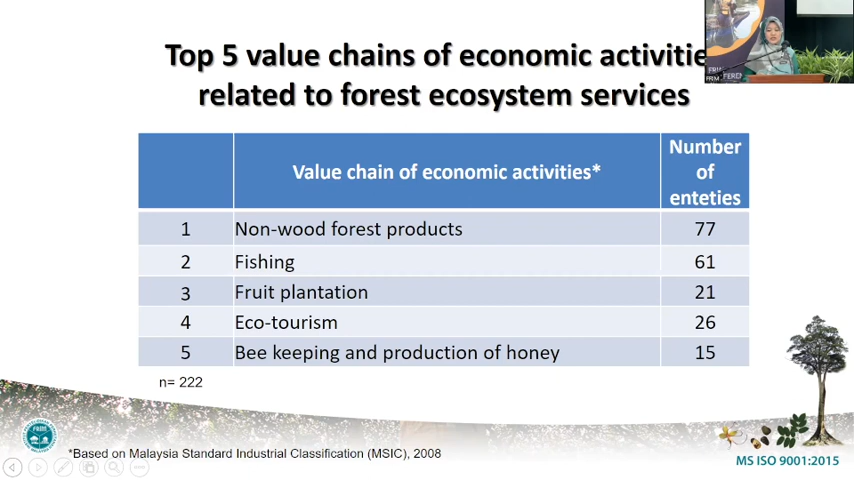 Top 5 value chains of economic activitie
related to forest ecosystem services
Value chain of economic activities*
Number
of
enteties
1 Non-wood forest products 77
2 Fishing 61
3 Fruit plantation 21
4 Eco-tourism 26
5 Bee keeping and production of honey 15
n= 222
FRIM
*Based on Malaysia Standard Industrial Classification (MSIC), 2008
MS ISO 9001:2015